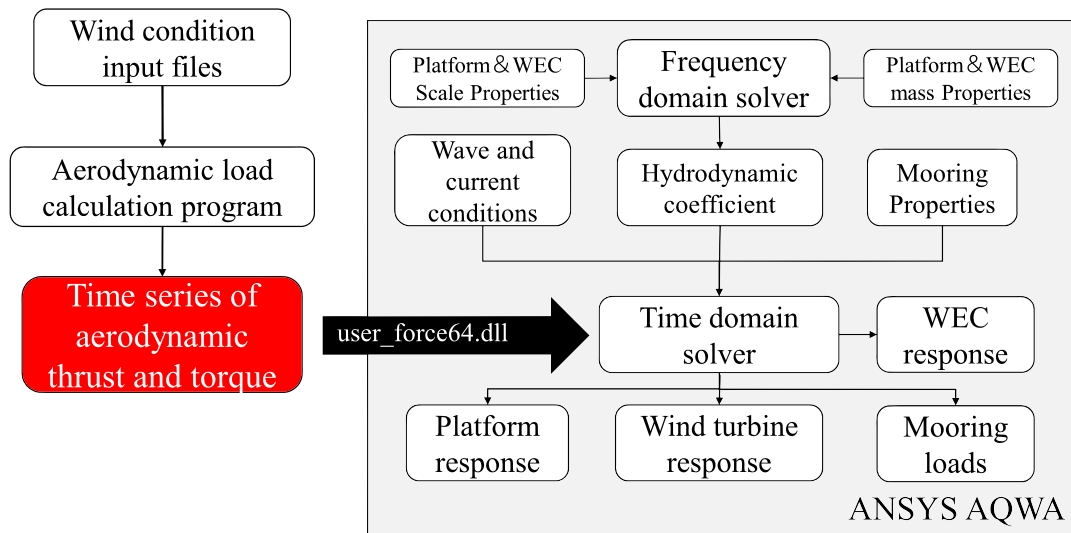 Wind condition
input files
Aerodynamic load
calculation program
Time series of
aerodynamic
thrust and torque
user_force64.dll
Platform＆WEC
Scale Properties
Frequency
domain solver
Platform＆WEC
mass Properties
Wave and
current
conditions
Hydrodynamic
coefficient
Mooring
Properties
Time domain
solver
WEC
response
Platform
response
Wind turbine
response
Mooring
loads
ANSYS AQWA